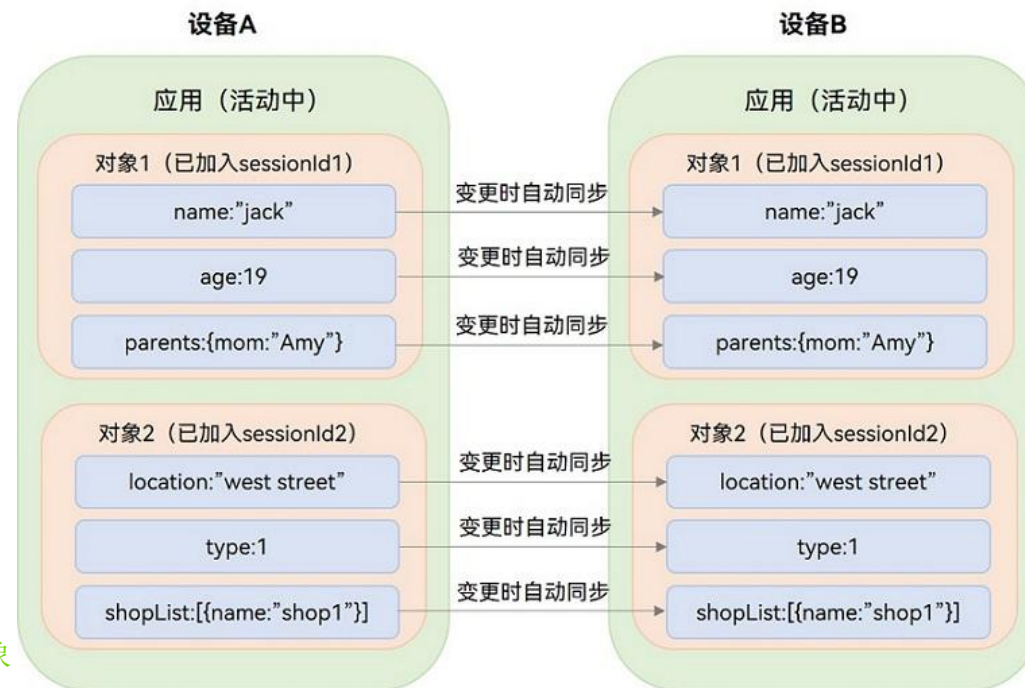 设备A
设备B
应用（活动中）
应用（活动中）
对象1（已加入sessionId1）
对象1（已加入sessionId1）
name:”jack”
变更时自动同步
name:”jack”
age:19
变更时自动同步
age:19
parents:{mom:”Amy”}
变更时自动同步
parents:{mom:”Amy”}
对象2（已加入sessionId2）
对象2（已加入sessionId2）
location:”west street”
变更时自动同步
location:”west street”
type:1
变更时自动同步
type:1
shopList:[{name:”shop1”}]
变更时自动同步
shopList:[{name:”shop1”}]
象